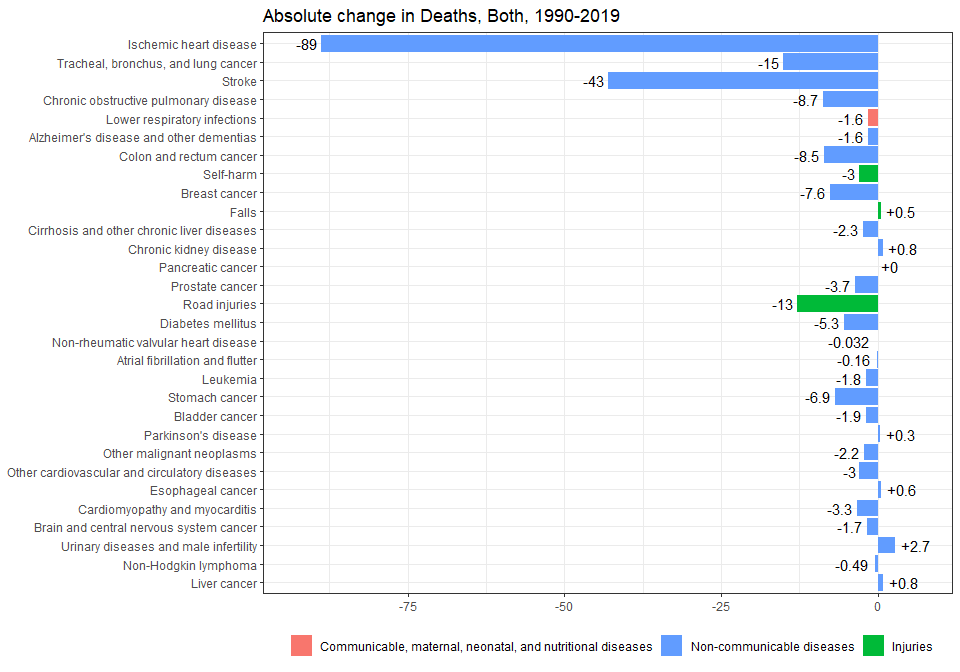 Absolute change in Deaths, Both, 1990-2019
Ischemic heart disease -89
Tracheal, bronchus, and lung cancer -15
Stroke -43
Chronic obstructive pulmonary disease -8.7
Lower respiratory infections -1.6
Alzheimer's disease and other dementias -1.6
Colon and rectum cancer -8.5
Self-harm -3
Breast cancer -7.6
Falls +0.5
Cirrhosis and other chronic liver diseases -2.3
Chronic kidney disease +0.8
Pancreatic cancer +0
Prostate cancer -3.7
Road injuries -13
Diabetes mellitus -5.3
Non-rheumatic valvular heart disease -0.032
Atrial fibrillation and flutter -0.16
Leukemia -1.8
Stomach cancer -6.9
Bladder cancer -1.9
Parkinson's disease +0.3
Other malignant neoplasms -2.2
Other cardiovascular and circulatory diseases -3
Esophageal cancer +0.6
Cardiomyopathy and myocarditis -3.3
Brain and central nervous system cancer -1.7
Urinary diseases and male infertility +2.7
Non-Hodgkin lymphoma -0.49
Liver cancer +0.8
-75 -50 -25 0
Communicable, maternal, neonatal, and nutritional diseases Non-communicable diseases Injuries